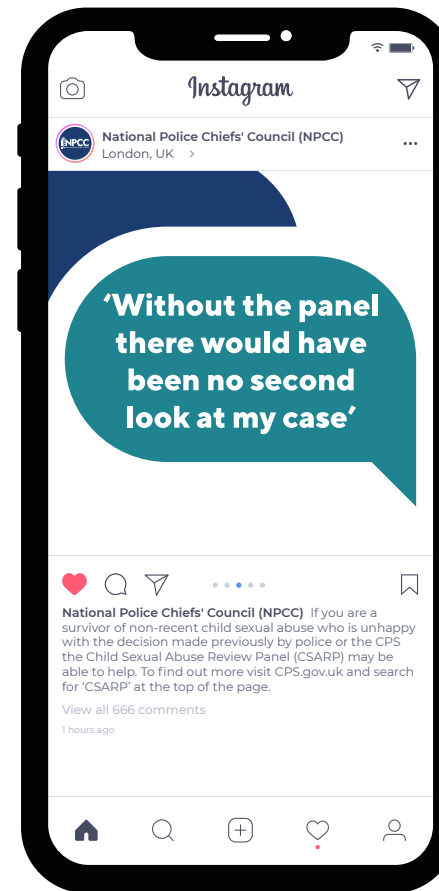 Instagram
NPCC
National Police Chiefs' Council (NPCC)
London, UK >
‘Without the panel
there would have
been no second
look at my case’
National Police Chiefs' Council (NPCC) If you are a
survivor of non-recent child sexual abuse who is unhappy
with the decision made previously by police or the CPS
the Child Sexual Abuse Review Panel (CSARP) may be
able to help. To find out more visit CPS.gov.uk and search
for ‘CSARP’ at the top of the page.
View all 666 comments
1 hours ago